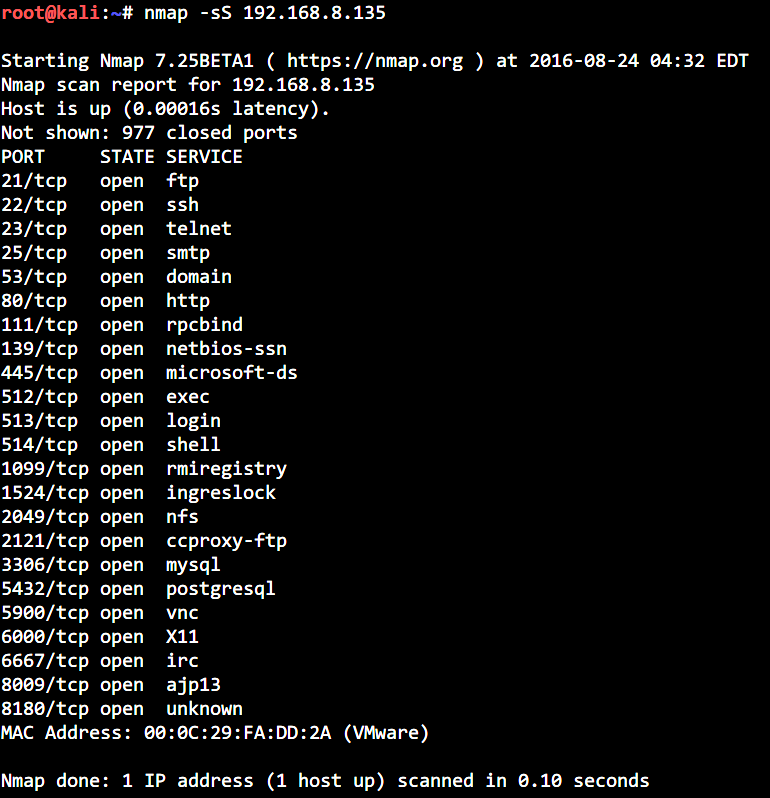 root@kali:~# nmap -sS 192.168.8.135
Starting Nmap 7.25BETA1 ( https://nmap.org ) at 2016-08-24 04:32 EDT
Nmap scan report for 192.168.8.135
Host is up (0.00016s latency).
Not shown: 977 closed ports
PORT     STATE SERVICE
21/tcp   open  ftp
22/tcp   open  ssh
23/tcp   open  telnet
25/tcp   open  smtp
53/tcp   open  domain
80/tcp   open  http
111/tcp  open  rpcbind
139/tcp  open  netbios-ssn
445/tcp  open  microsoft-ds
512/tcp  open  exec
513/tcp  open  login
514/tcp  open  shell
1099/tcp open  rmiregistry
1524/tcp open  ingreslock
2049/tcp open  nfs
2121/tcp open  ccproxy-ftp
3306/tcp open  mysql
5432/tcp open  postgresql
5900/tcp open  vnc
6000/tcp open  X11
6667/tcp open  irc
8009/tcp open  ajp13
8180/tcp open  unknown
MAC Address: 00:0C:29:FA:DD:2A (VMware)
Nmap done: 1 IP address (1 host up) scanned in 0.10 seconds